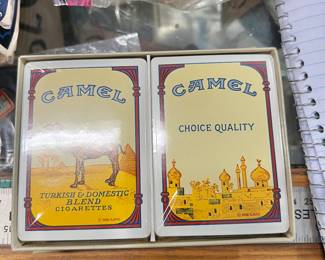 CAMEL
TURKISH & DOMESTIC
BLEND
CIGARETTES
CAMEL
CHOICE QUALITY